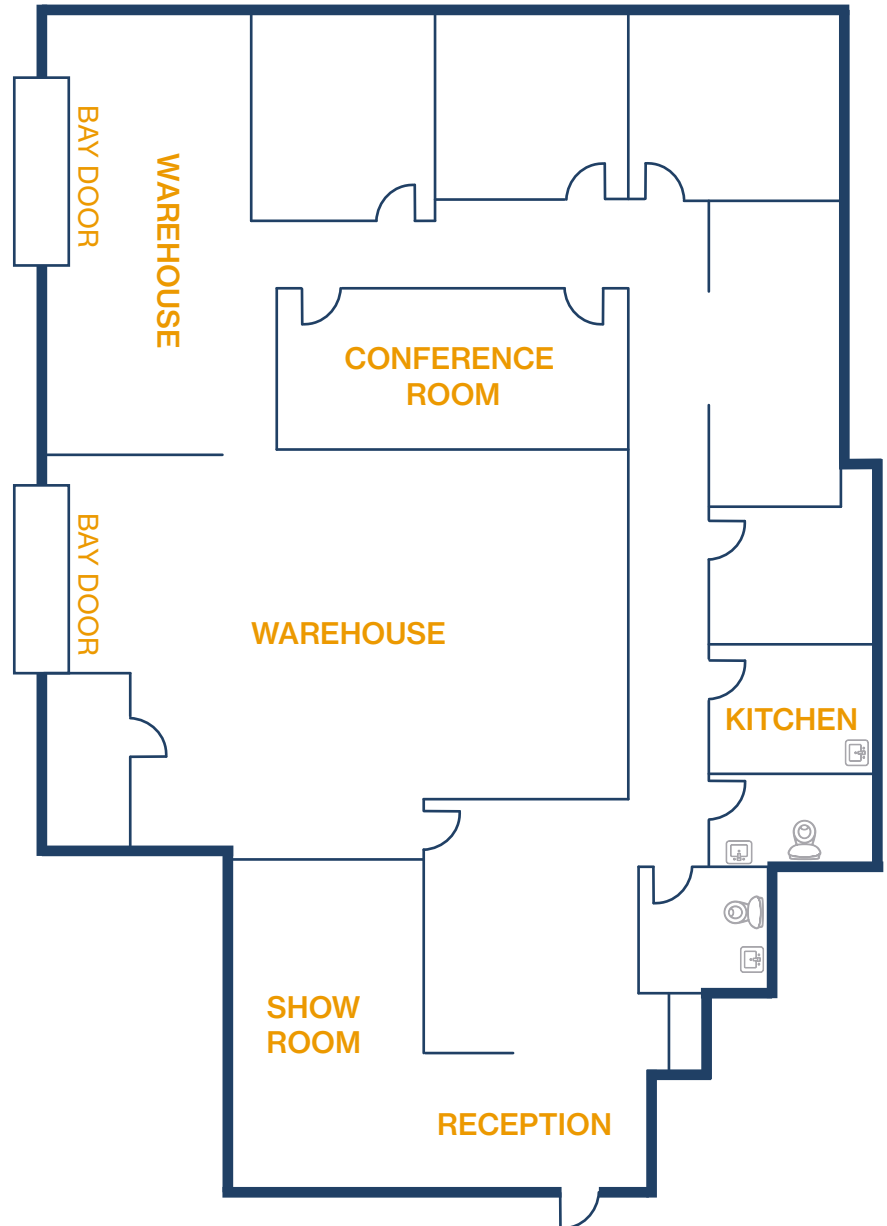 BAY DOOR
WAREHOUSE
CONFERENCE
ROOM
BAY DOOR
WAREHOUSE
KITCHEN
SHOW
ROOM
RECEPTION